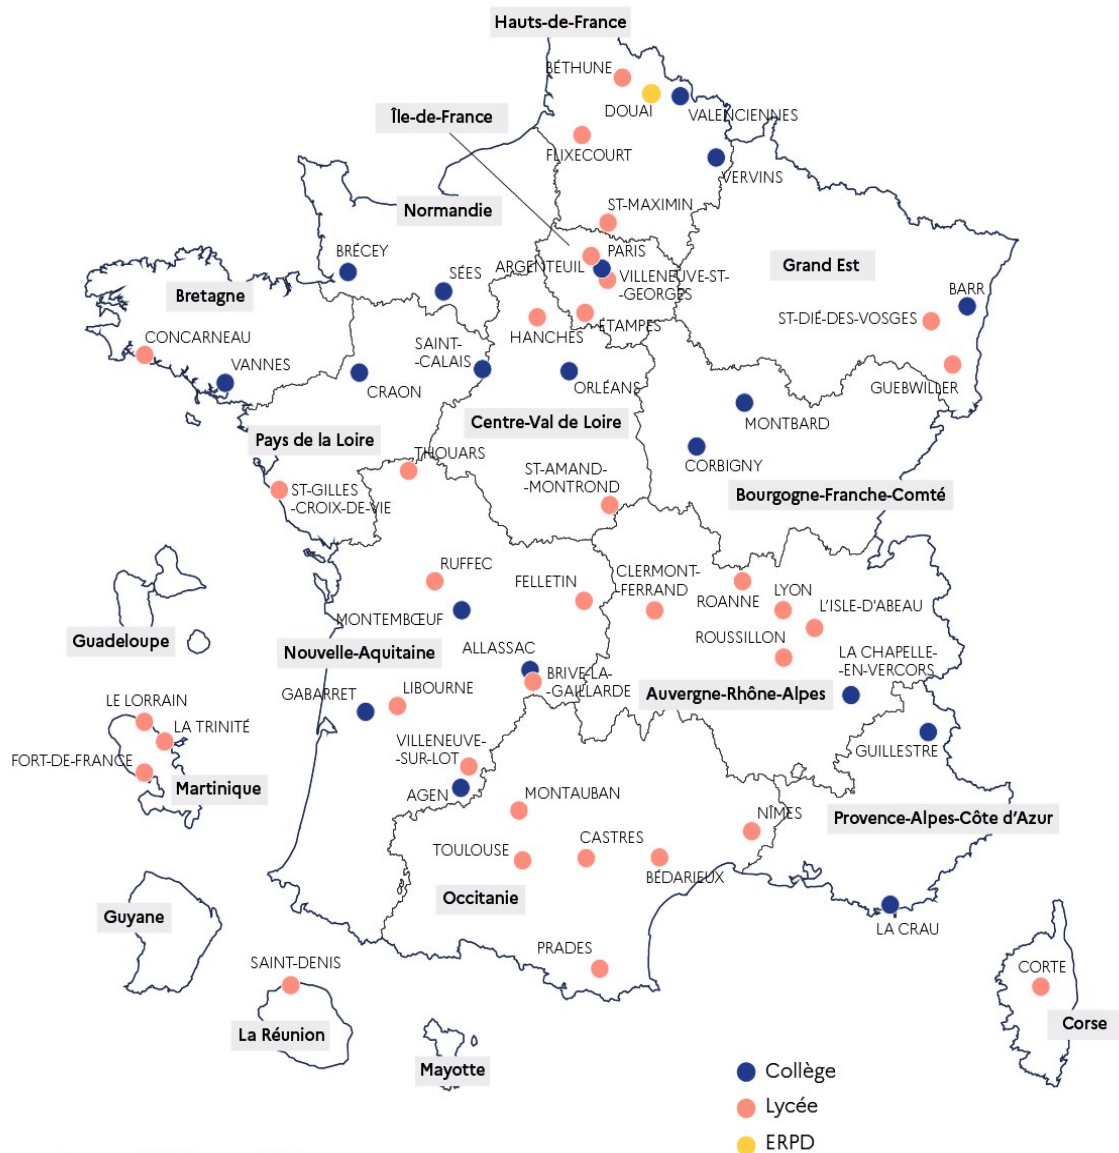 Hauts-de-France
BÉTHUNE
DOUAI
VALENCIENNES
Île-de-France
FLIXECOURT
VERVINS
ST-MAXIMIN
Normandie
BRÉCEY
SÉES
ARGENTEUIL
PARIS
VILLENEUVE-ST-
-GEORGES
Grand Est
BARR
Bretagne
ST-DIÉ-DES-VOSGES
HANCHES
ÉTAMPES
CONCARNEAU
VANNES
CRAON
SAINT-
-CALAIS
ORLÉANS
GUEBWILLER
MONTBARD
Centre-Val de Loire
Pays de la Loire
THOUARS
CORBIGNY
ST-AMAND-
-MONTROND
ST-GILLES
-CROIX-DE-VIE
Bourgogne-Franche-Comté
RUFFEC
FELLETIN
CLERMONT-
FERRAND
ROANNE
LYON
L'ISLE-D'ABEAU
MONTEMBŒUF
Guadeloupe
ROUSSILLON
Nouvelle-Aquitaine
ALLASSAC
LA CHAPELLE-
-EN-VERCORS
BRIVE-LA-
-GAILLARDE
Auvergne-Rhône-Alpes
GABARRET
LIBOURNE
LE LORRAIN
LA TRINITÉ
FORT-DE-FRANCE
Martinique
VILLENEUVE-
-SUR-LOT
GUILLESTRE
AGEN
MONTAUBAN
NÎMES
Provence-Alpes-Côte d'Azur
TOULOUSE
CASTRES
BÉDARIEUX
Occitanie
Guyane
LA CRAU
PRADES
SAINT-DENIS
CORTE
La Réunion
Corse
Mayotte
Collège
Lycée
ERPD